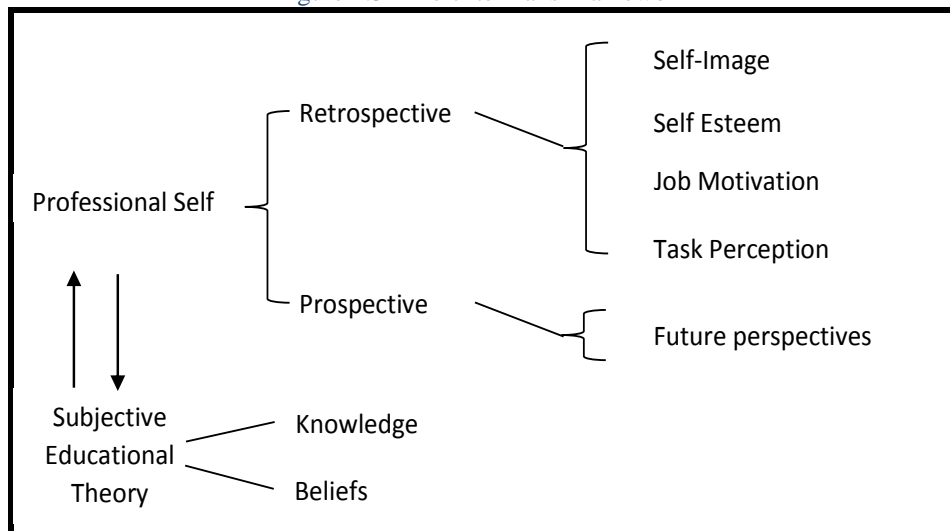 Self-Image
Retrospective
Self Esteem
Job Motivation
Professional Self
Task Perception
Prospective
Future perspectives
Subjective
Educational
Theory
Knowledge
Beliefs